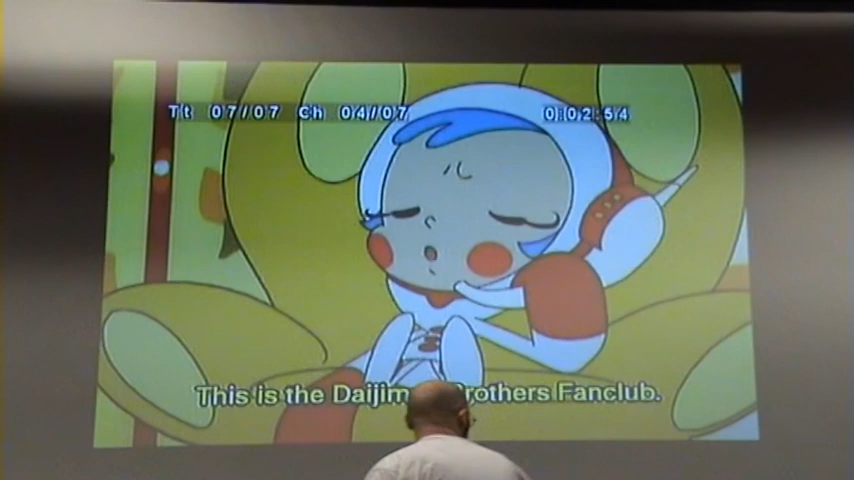 Tt 07/07 Ch 04/07 0:02:54
This is the Daijim rothers Fanclub.